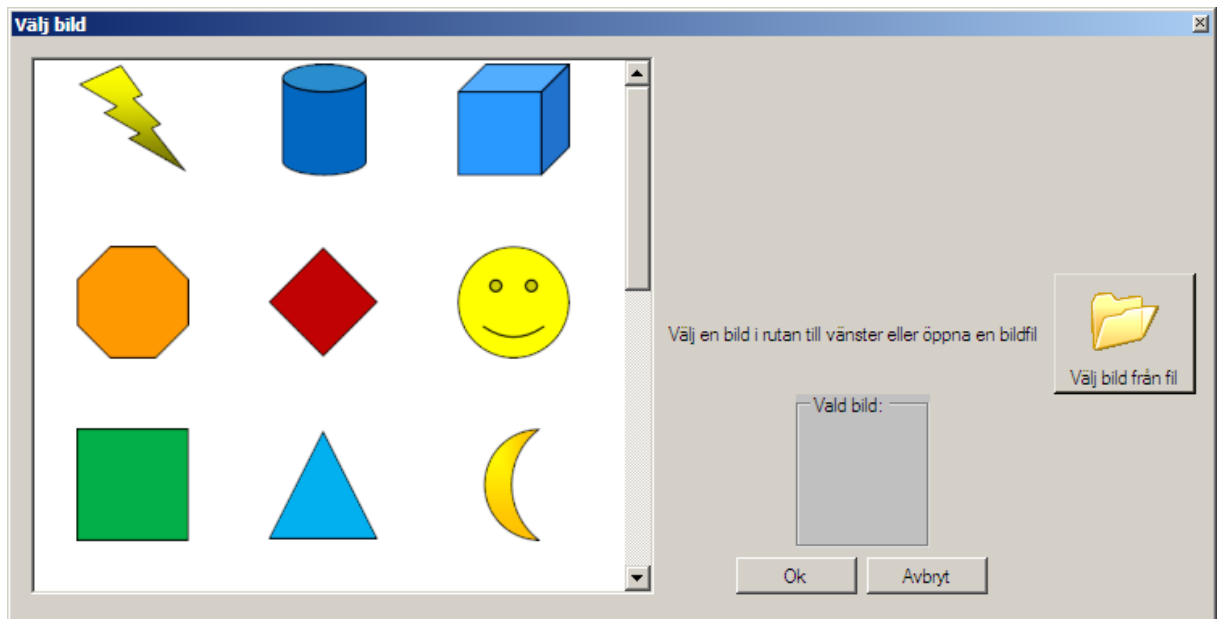 Välj bild
Välj en bild i rutan till vänster eller öppna en bildfil
Välj bild från fil
Vald bild:
Ok
Avbryt